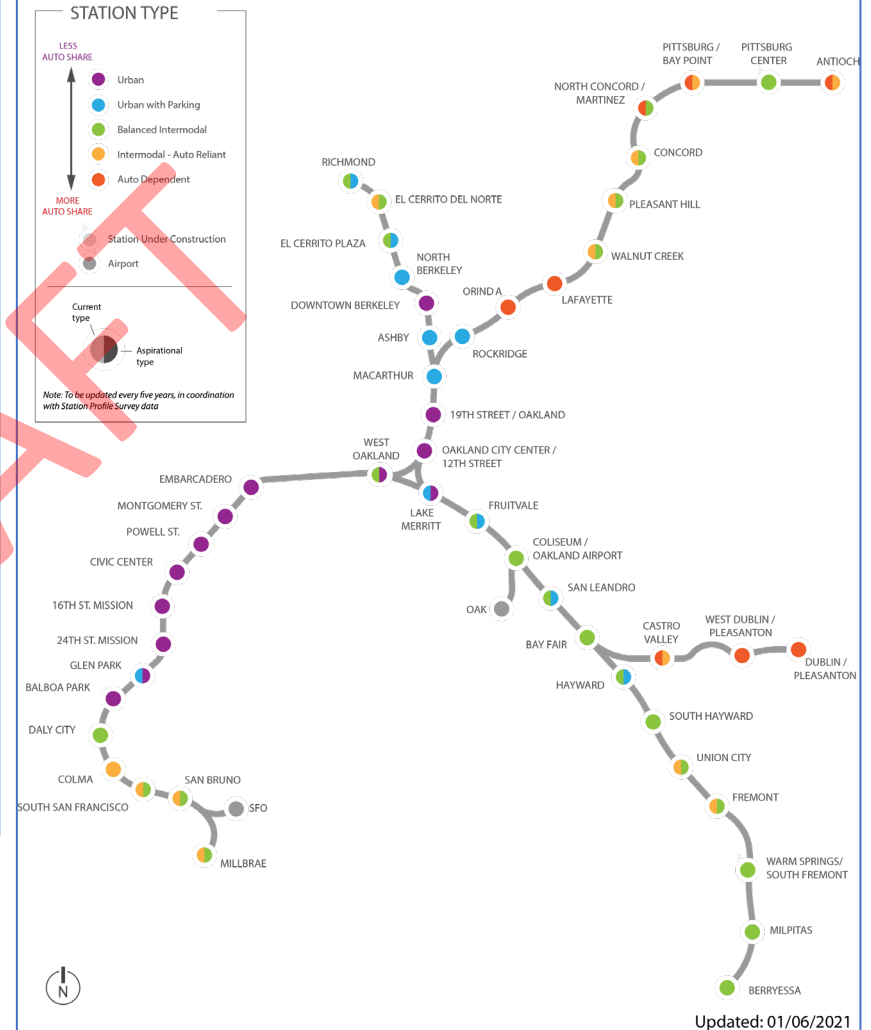 STATION TYPE
LESS
AUTO SHARE
Urban
Urban with Parking
Balanced Intermodal
Intermodal - Auto Reliant
Auto Dependent
MORE
AUTO SHARE
Station Under Construction
Airport
Current
type
Aspirational
type
Note: To be updated every five years, in coordination
with Station Profile Survey data
AFT
PITTSBURG /
BAY POINT
PITTSBURG
CENTER
ANTIOCH
NORTH CONCORD /
MARTINEZ
CONCORD
PLEASANT HILL
WALNUT CREEK
LAFAYETTE
ORIND A
ROCKRIDGE
RICHMOND
EL CERRITO DEL NORTE
EL CERRITO PLAZA
NORTH
BERKELEY
DOWNTOWN BERKELEY
ASHBY
MACARTHUR
19TH STREET / OAKLAND
OAKLAND CITY CENTER /
12TH STREET
WEST
OAKLAND
LAKE
MERRITT
FRUITVALE
COLISEUM /
OAKLAND AIRPORT
OAK
SAN LEANDRO
BAY FAIR
CASTRO
VALLEY
WEST DUBLIN /
PLEASANTON
DUBLIN /
PLEASANTON
HAYWARD
SOUTH HAYWARD
UNION CITY
FREMONT
WARM SPRINGS/
SOUTH FREMONT
MILPITAS
BERRYESSA
EMBARCADERO
MONTGOMERY ST.
POWELL ST.
CIVIC CENTER
16TH ST. MISSION
24TH ST. MISSION
GLEN PARK
BALBOA PARK
DALY CITY
COLMA
SOUTH SAN FRANCISCO
SAN BRUNO
SFO
MILLBRAE
N
Updated: 01/06/2021